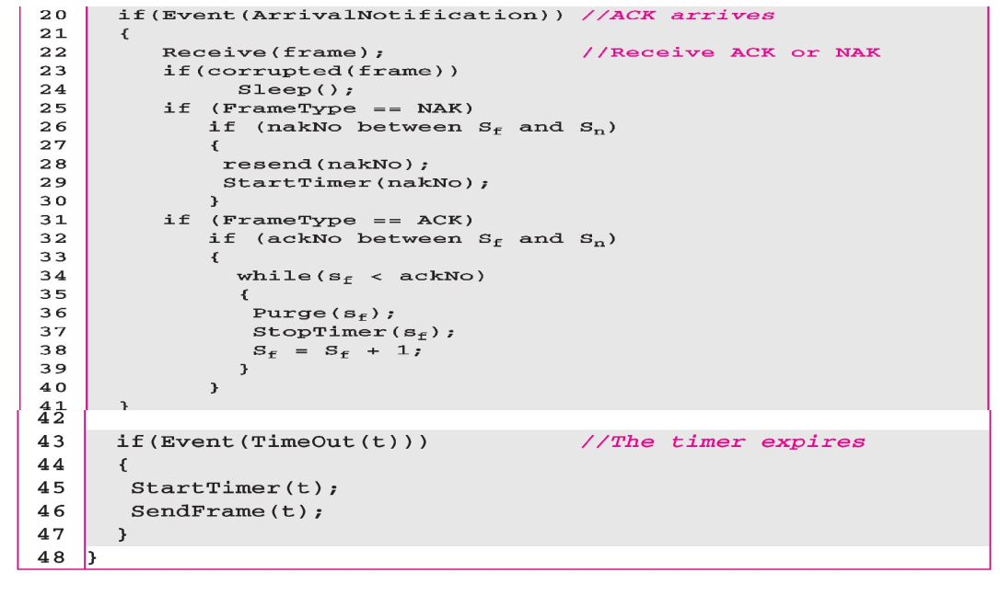 20 if(Event(ArrivalNotification)) //ACK arrives
21 {
22 Receive(frame); //Receive ACK or NAK
23 if(corrupted(frame))
24 Sleep();
25 if (FrameType == NAK)
26 if (nakNo between Sf and Sn)
27 {
28 resend(nakNo);
29 StartTimer(nakNo);
30 }
31 if (FrameType == ACK)
32 if (ackNo between Sf and Sn)
33 {
34 while(sf < ackNo)
35 {
36 Purge(sf);
37 StopTimer(sf);
38 Sf = Sf + 1;
39 }
40 }
41 }
42
43 if(Event(TimeOut(t))) //The timer expires
44 {
45 StartTimer(t);
46 SendFrame(t);
47 }
48 }